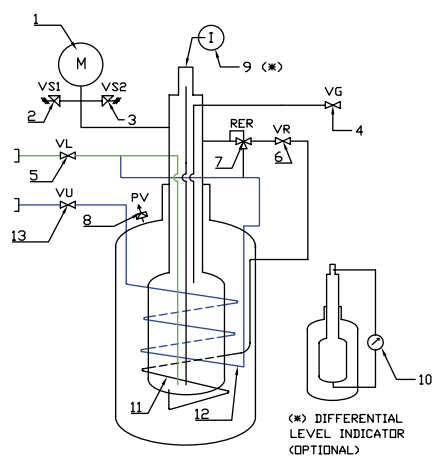 1
I
M
9 (*)
VS1 VS2
VG
2
3
4
RER
VR
VL
5
7
6
VU
PV
8
13
10
11
12
(*) DIFFERENTIAL
LEVEL INDICATOR
(OPTIONAL)